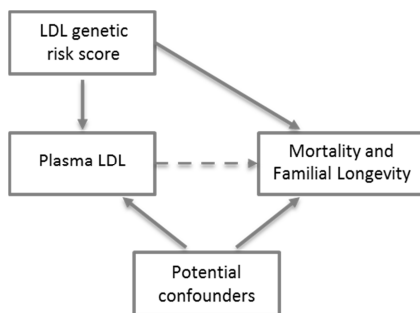 LDL genetic
risk score
Plasma LDL
Mortality and
Familial Longevity
Potential
confounders